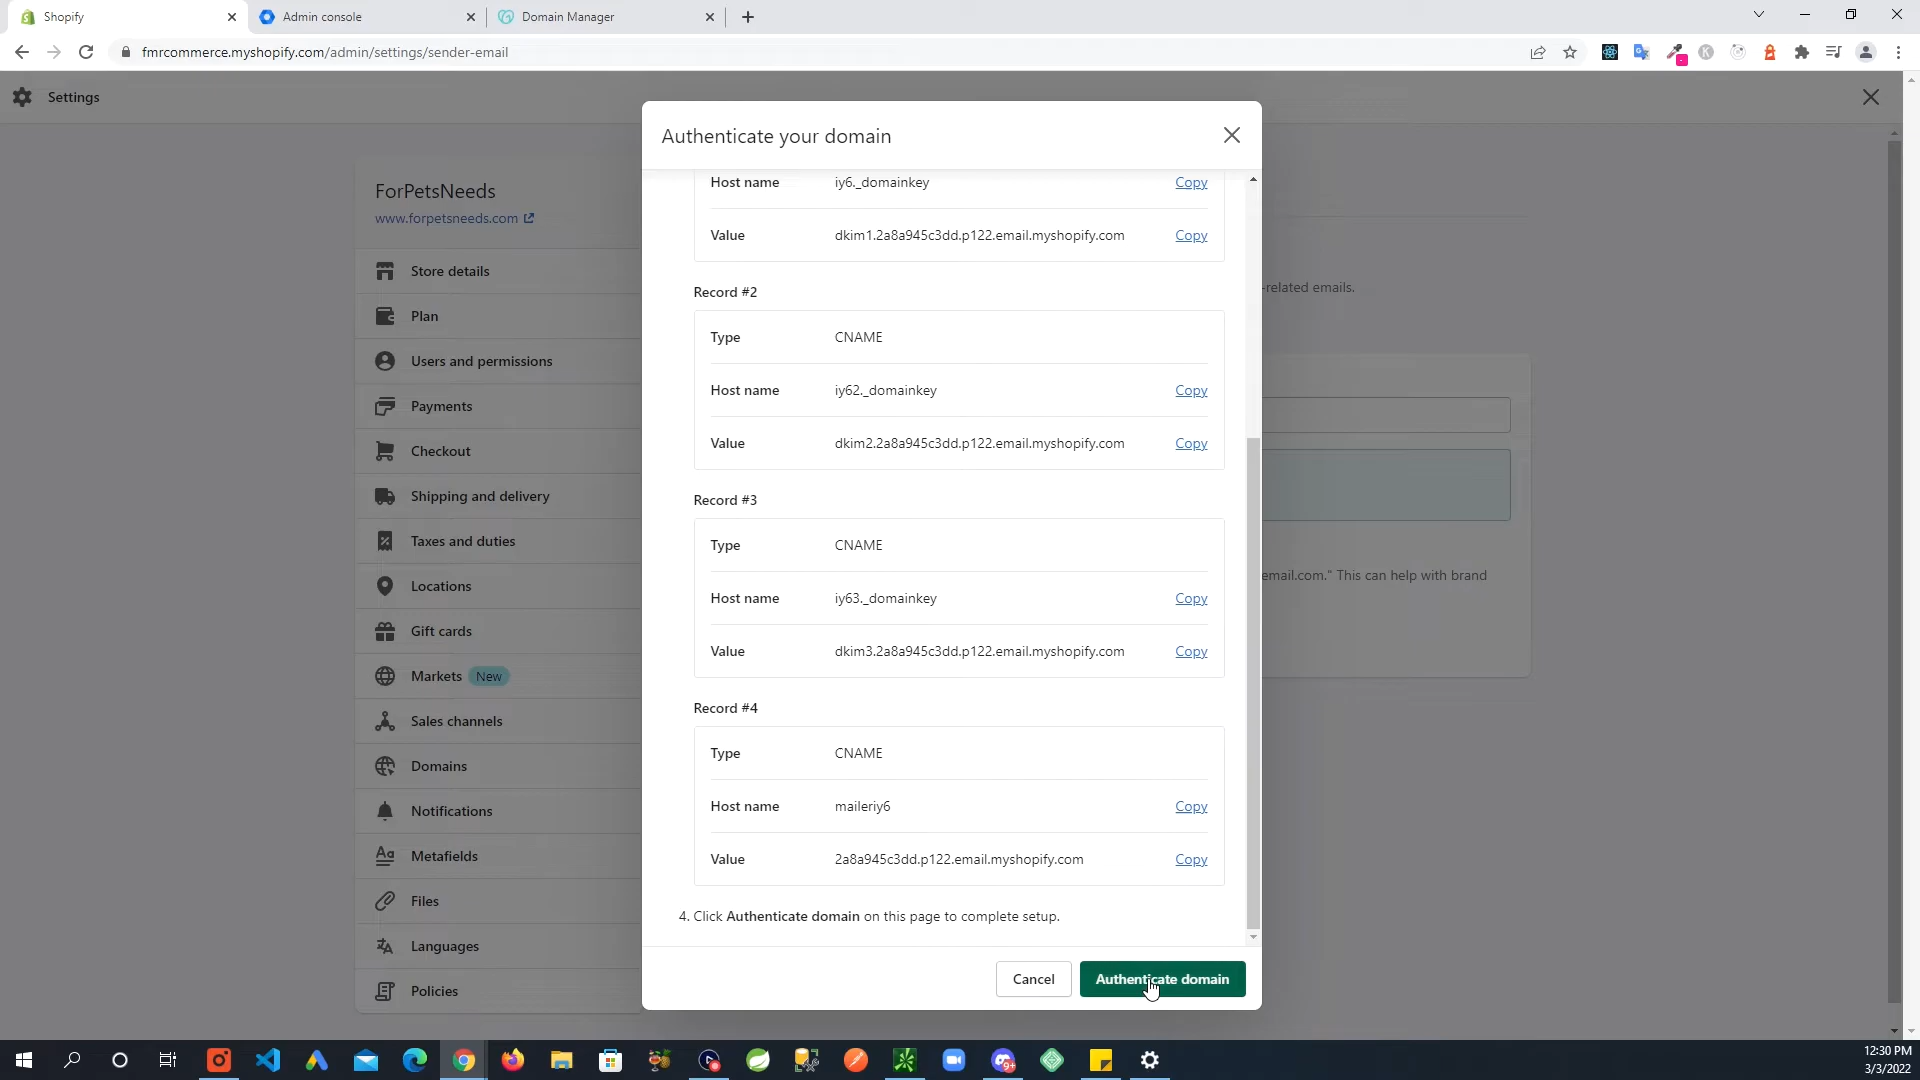 Shopify
Admin console
Domain Manager
fmrcommerce.myshopify.com/admin/settings/sender-email
Settings
ForPetsNeeds
www.forpetsneeds.com
Store details
Plan
Users and permissions
Payments
Checkout
Shipping and delivery
Taxes and duties
Locations
Gift cards
Markets New
Sales channels
Domains
Notifications
Metafields
Files
Languages
Policies
Authenticate your domain
Host name iy6._domainkey Copy
Value dkim1.2a8a945c3dd.p122.email.myshopify.com Copy
Record #2
Type CNAME
Host name iy62._domainkey Copy
Value dkim2.2a8a945c3dd.p122.email.myshopify.com Copy
Record #3
Type CNAME
Host name iy63._domainkey Copy
Value dkim3.2a8a945c3dd.p122.email.myshopify.com Copy
Record #4
Type CNAME
Host name maileriy6 Copy
Value 2a8a945c3dd.p122.email.myshopify.com Copy
4. Click Authenticate domain on this page to complete setup.
Cancel Authenticate domain
-related emails.
email.com." This can help with brand
12:30 PM
3/3/2022